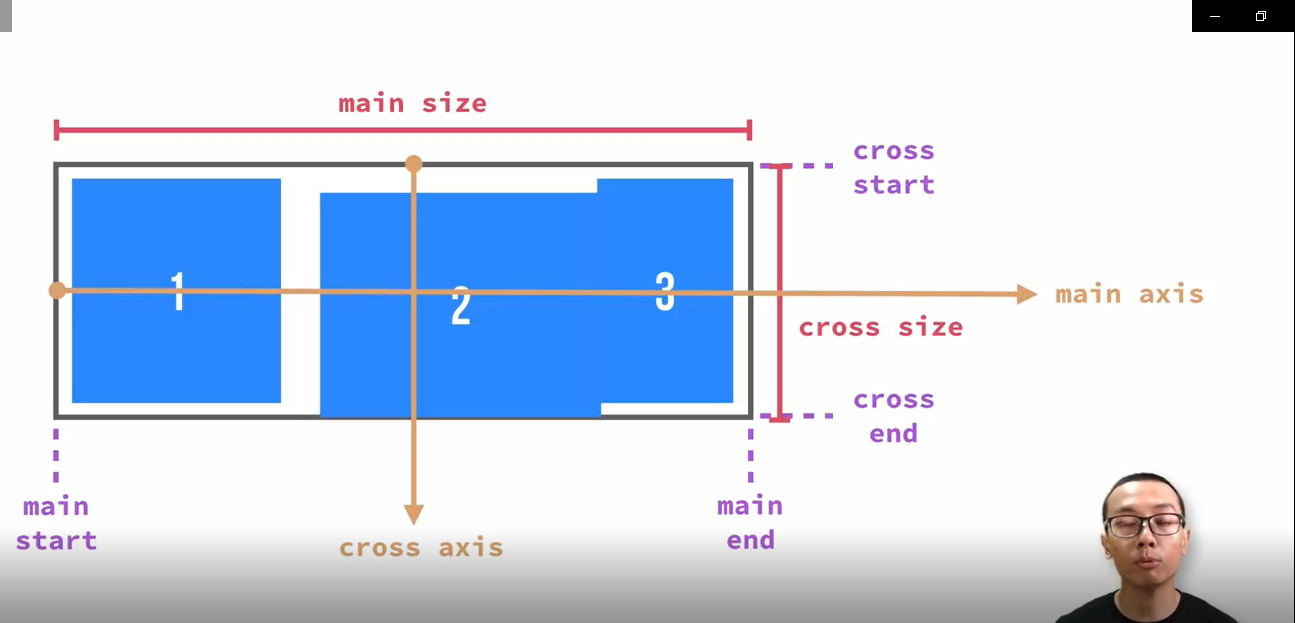 main size
cross
start
1
2
3
main axis
cross size
cross
end
main
start
cross axis
main
end